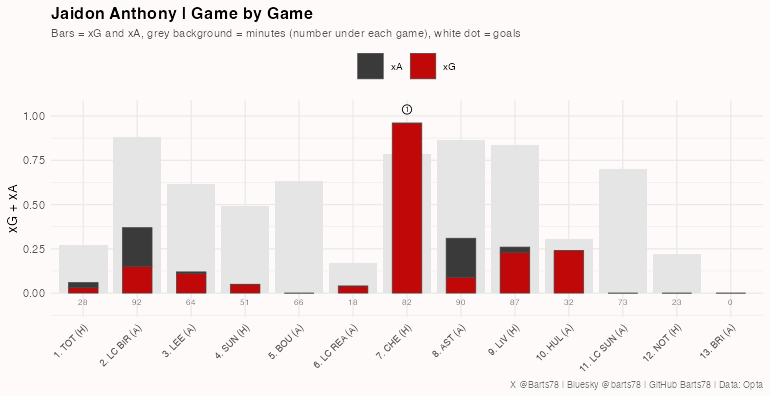 Jaidon Anthony | Game by Game
Bars = xG and xA, grey background = minutes (number under each game), white dot = goals
xA xG
xG + xA
1.00
0.75
0.50
0.25
0.00
1
28 92 64 51 66 18 82 90 87 32 73 23 0
1. TOT (H)
2. LC BIR (A)
3. LEE (A)
4. SUN (H)
5. BOU (A)
6. LC REA (A)
7. CHE (H)
8. AST (A)
9. LIV (H)
10. HUL (A)
11. LC SUN (A)
12. NOT (H)
13. BRI (A)
X @Barts78 | Bluesky @barts78 | GitHub Barts78 | Data: Opta